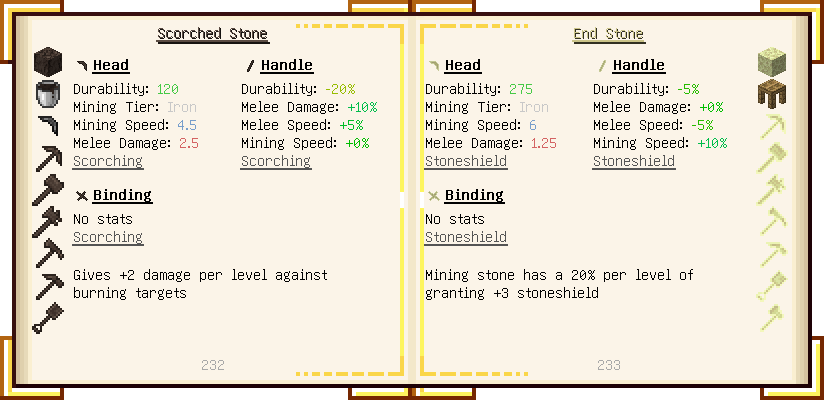 Scorched Stone
Head
Durability: 120
Mining Tier: Iron
Mining Speed: 4.5
Melee Damage: 2.5
Scorching
Handle
Durability: -20%
Melee Damage: +10%
Melee Speed: +5%
Mining Speed: +0%
Scorching
Binding
No stats
Scorching
Gives +2 damage per level against
burning targets
232
End Stone
Head
Durability: 275
Mining Tier: Iron
Mining Speed: 6
Melee Damage: 1.25
Stoneshield
Handle
Durability: -5%
Melee Damage: +0%
Melee Speed: -5%
Mining Speed: +10%
Stoneshield
Binding
No stats
Stoneshield
Mining stone has a 20% per level of
granting +3 stoneshield
233